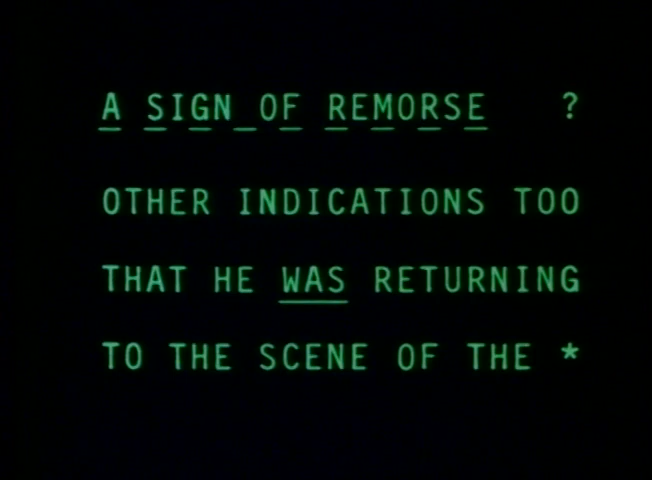 A SIGN OF REMORSE ?
OTHER INDICATIONS TOO
THAT HE WAS RETURNING
TO THE SCENE OF THE *